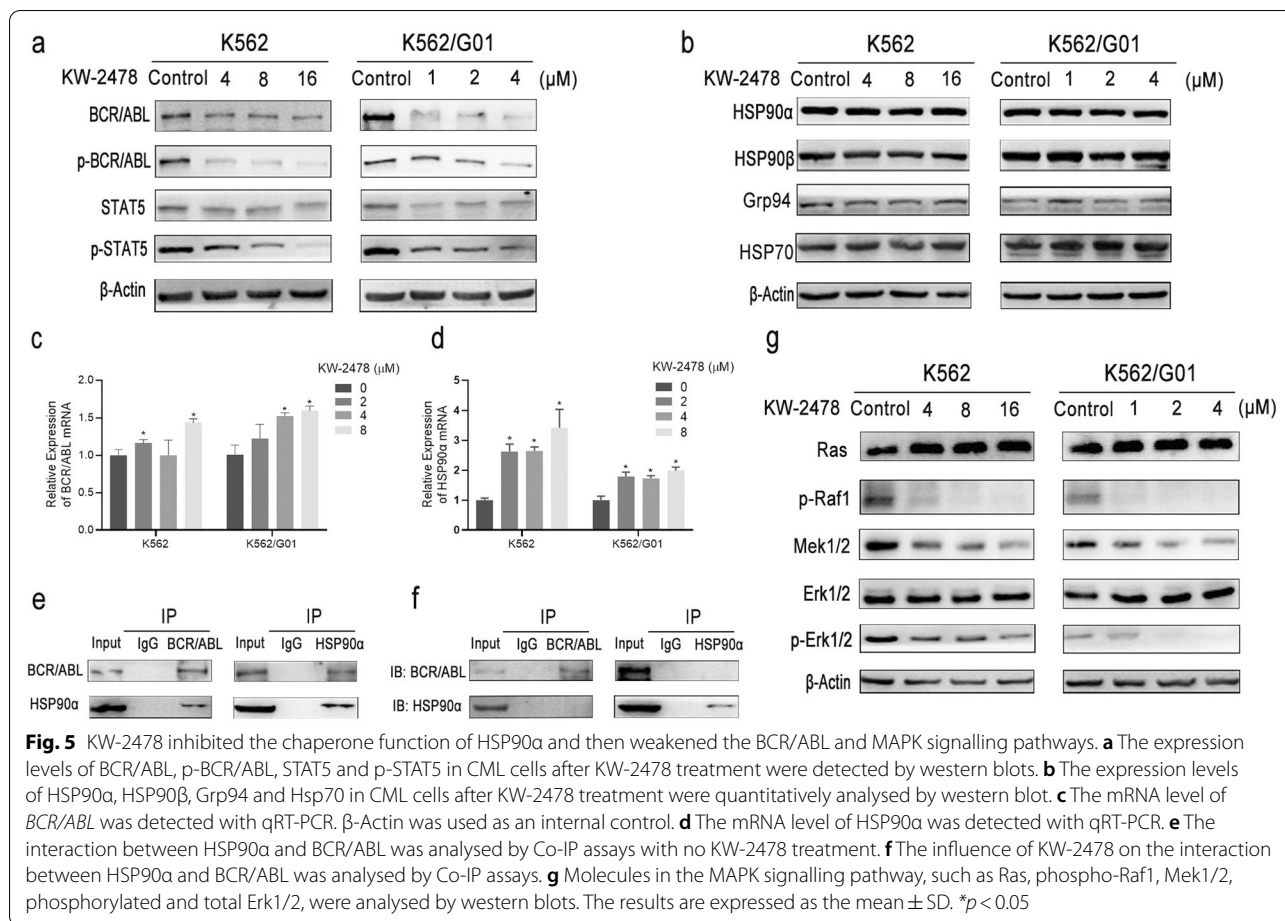 a
K562 K562/G01
KW-2478 Control 4 8 16 Control 1 2 4 (μM)
BCR/ABL
p-BCR/ABL
STAT5
p-STAT5
β-Actin
b
K562 K562/G01
KW-2478 Control 4 8 16 Control 1 2 4 (μM)
HSP90α
HSP90β
Grp94
HSP70
β-Actin
c
KW-2478 (μM)
0
2
4
8
Relative Expression
of BCR/ABL mRNA
2.0
1.5
1.0
0.5
0.0
* * * *
K562 K562/G01
d
KW-2478 (μM)
0
2
4
8
Relative Expression
of HSP90α mRNA
5
4
3
2
1
0
* * * * * *
K562 K562/G01
e
IP IP
Input IgG BCR/ABL Input IgG HSP90α
BCR/ABL
HSP90α
f
IP IP
Input IgG BCR/ABL Input IgG HSP90α
IB: BCR/ABL
IB: HSP90α
g
K562 K562/G01
KW-2478 Control 4 8 16 Control 1 2 4 (μM)
Ras
p-Raf1
Mek1/2
Erk1/2
p-Erk1/2
β-Actin
Fig. 5 KW-2478 inhibited the chaperone function of HSP90α and then weakened the BCR/ABL and MAPK signalling pathways. a The expression
levels of BCR/ABL, p-BCR/ABL, STAT5 and p-STAT5 in CML cells after KW-2478 treatment were detected by western blots. b The expression levels
of HSP90α, HSP90β, Grp94 and Hsp70 in CML cells after KW-2478 treatment were quantitatively analysed by western blot. c The mRNA level of
BCR/ABL was detected with qRT-PCR. β-Actin was used as an internal control. d The mRNA level of HSP90α was detected with qRT-PCR. e The
interaction between HSP90α and BCR/ABL was analysed by Co-IP assays with no KW-2478 treatment. f The influence of KW-2478 on the interaction
between HSP90α and BCR/ABL was analysed by Co-IP assays. g Molecules in the MAPK signalling pathway, such as Ras, phospho-Raf1, Mek1/2,
phosphorylated and total Erk1/2, were analysed by western blots. The results are expressed as the mean ± SD. *p < 0.05